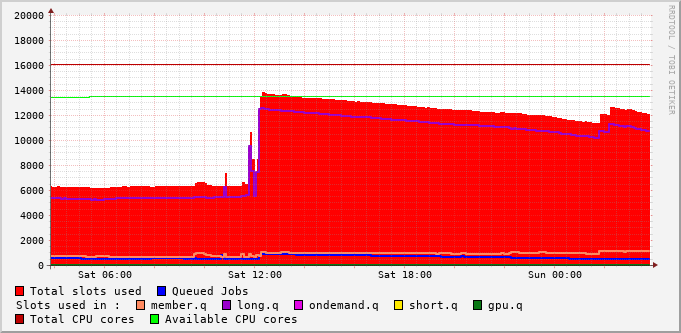 20000
18000
16000
14000
12000
10000
8000
6000
4000
2000
0
RRDTOOL / TOBI OETIKER
Sat 06:00 Sat 12:00 Sat 18:00 Sun 00:00
Total slots used Queued Jobs
Slots used in : member.q long.q ondemand.q short.q gpu.q
Total CPU cores Available CPU cores